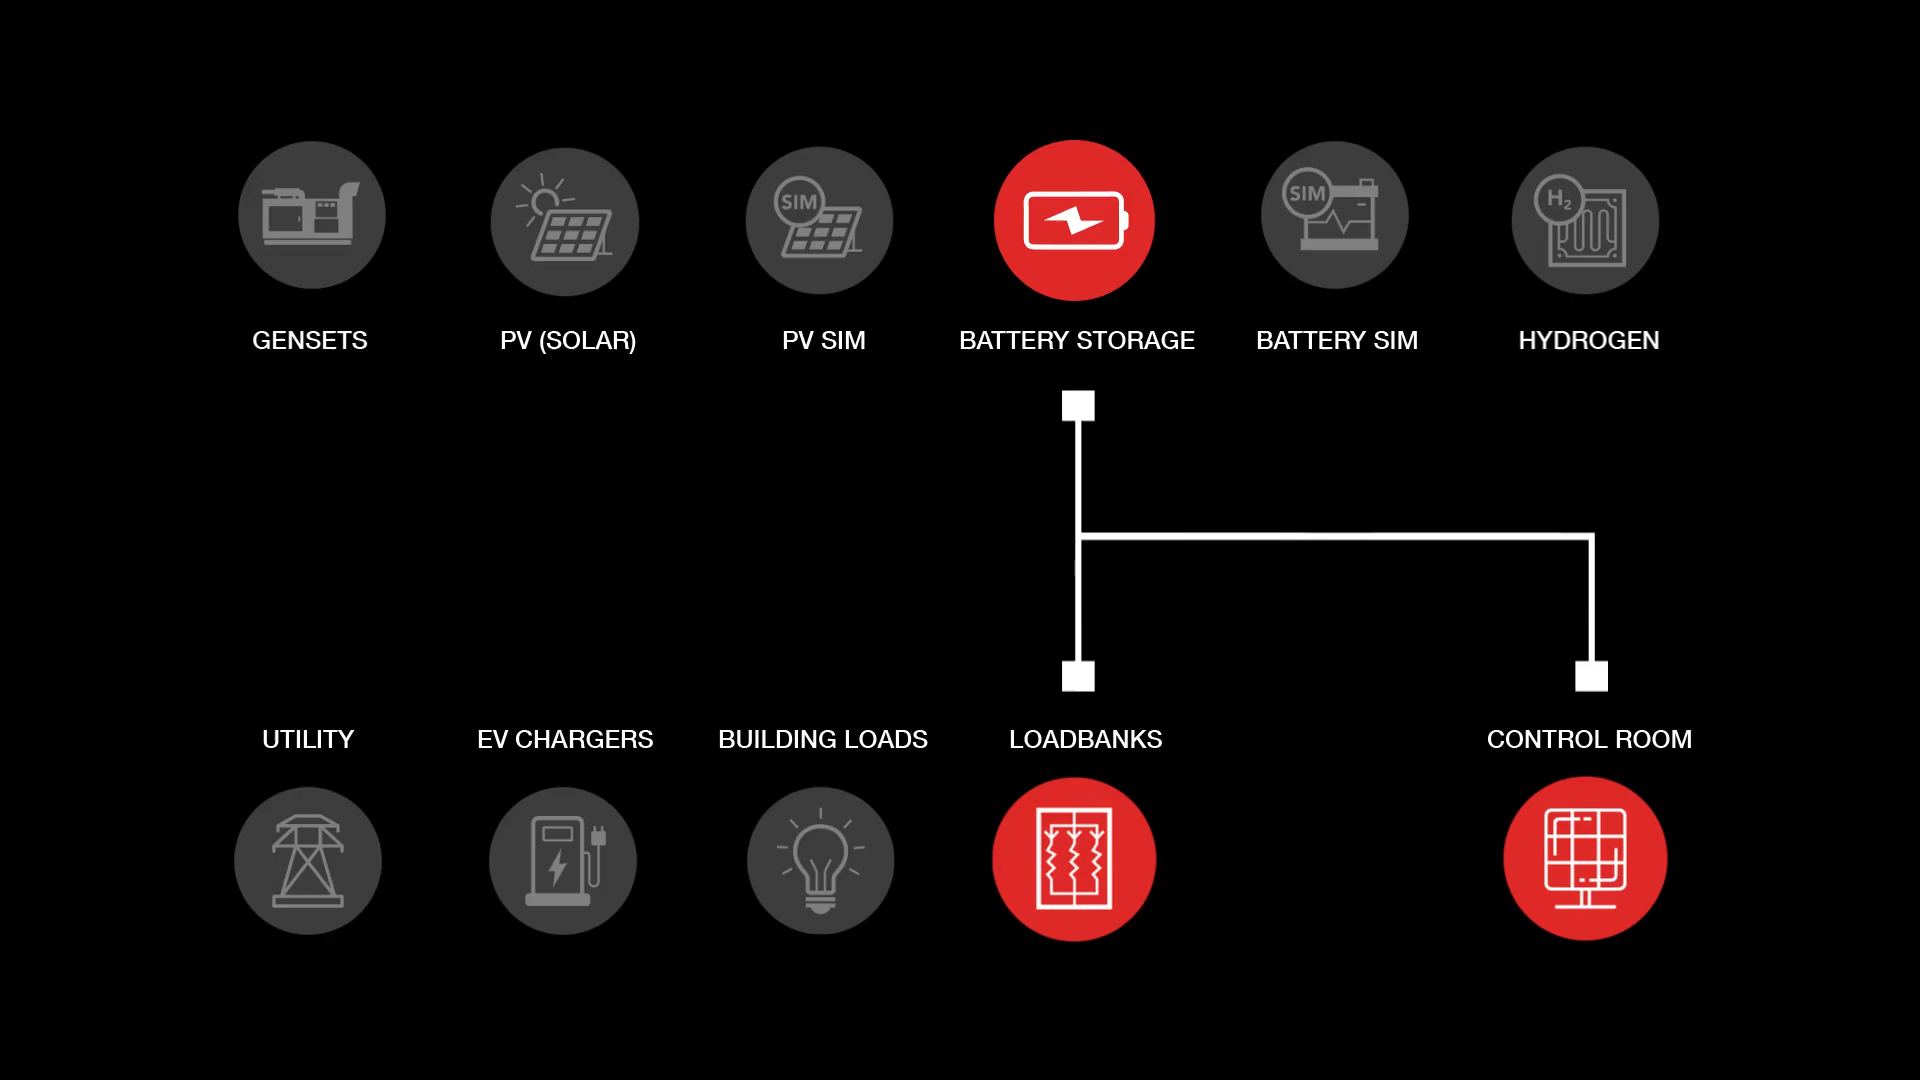 SIM
SIM
H₂
GENSETS
PV (SOLAR)
PV SIM
BATTERY STORAGE
BATTERY SIM
HYDROGEN
UTILITY
EV CHARGERS
BUILDING LOADS
LOADBANKS
CONTROL ROOM